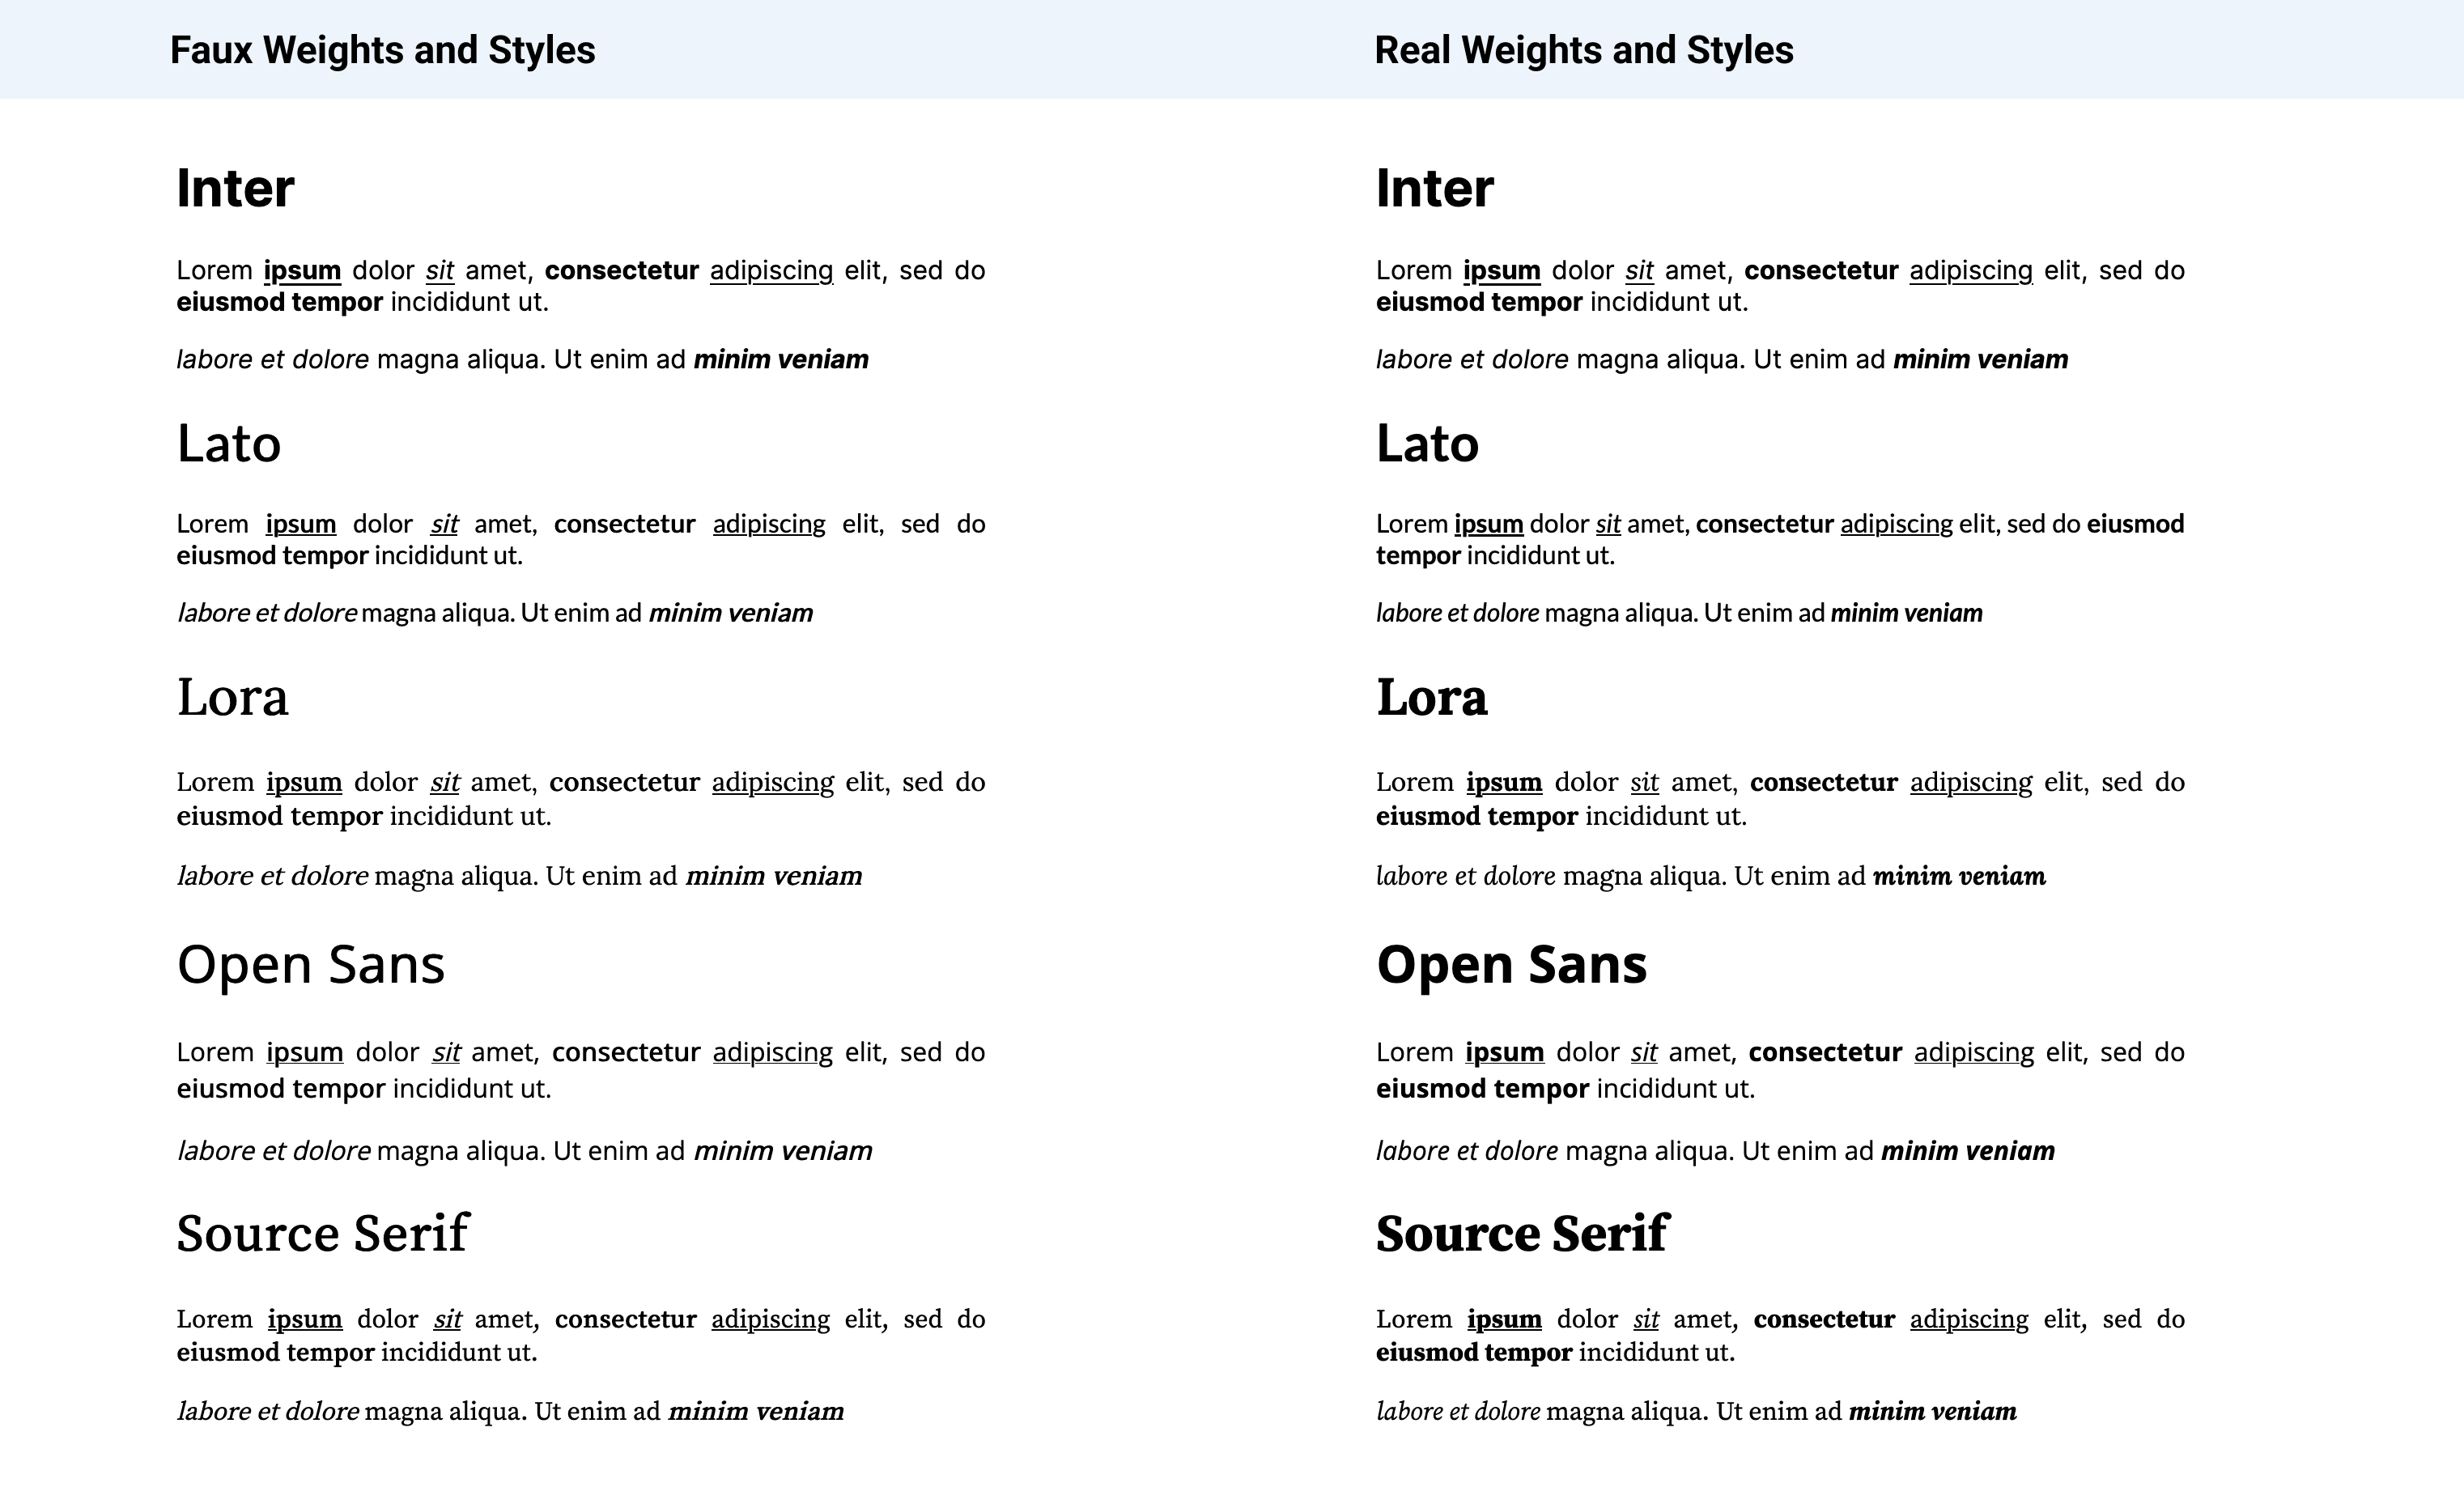 Faux Weights and Styles
Real Weights and Styles
Inter
Lorem ipsum dolor sit amet, consectetur adipiscing elit, sed do
eiusmod tempor incididunt ut.
labore et dolore magna aliqua. Ut enim ad minim veniam
Lato
Lorem ipsum dolor sit amet, consectetur adipiscing elit, sed do
eiusmod tempor incididunt ut.
labore et dolore magna aliqua. Ut enim ad minim veniam
Lora
Lorem ipsum dolor sit amet, consectetur adipiscing elit, sed do
eiusmod tempor incididunt ut.
labore et dolore magna aliqua. Ut enim ad minim veniam
Open Sans
Lorem ipsum dolor sit amet, consectetur adipiscing elit, sed do
eiusmod tempor incididunt ut.
labore et dolore magna aliqua. Ut enim ad minim veniam
Source Serif
Lorem ipsum dolor sit amet, consectetur adipiscing elit, sed do
eiusmod tempor incididunt ut.
labore et dolore magna aliqua. Ut enim ad minim veniam
Inter
Lorem ipsum dolor sit amet, consectetur adipiscing elit, sed do
eiusmod tempor incididunt ut.
labore et dolore magna aliqua. Ut enim ad minim veniam
Lato
Lorem ipsum dolor sit amet, consectetur adipiscing elit, sed do eiusmod
tempor incididunt ut.
labore et dolore magna aliqua. Ut enim ad minim veniam
Lora
Lorem ipsum dolor sit amet, consectetur adipiscing elit, sed do
eiusmod tempor incididunt ut.
labore et dolore magna aliqua. Ut enim ad minim veniam
Open Sans
Lorem ipsum dolor sit amet, consectetur adipiscing elit, sed do
eiusmod tempor incididunt ut.
labore et dolore magna aliqua. Ut enim ad minim veniam
Source Serif
Lorem ipsum dolor sit amet, consectetur adipiscing elit, sed do
eiusmod tempor incididunt ut.
labore et dolore magna aliqua. Ut enim ad minim veniam